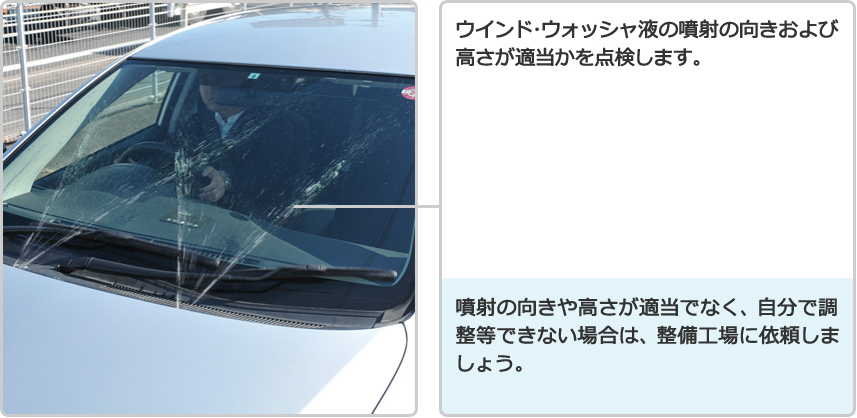 ウインド・ウォッシャ液の噴射の向きおよび
高さが適当かを点検します。
噴射の向きや高さが適当でなく、自分で調
整等できない場合は、整備工場に依頼しま
しょう。